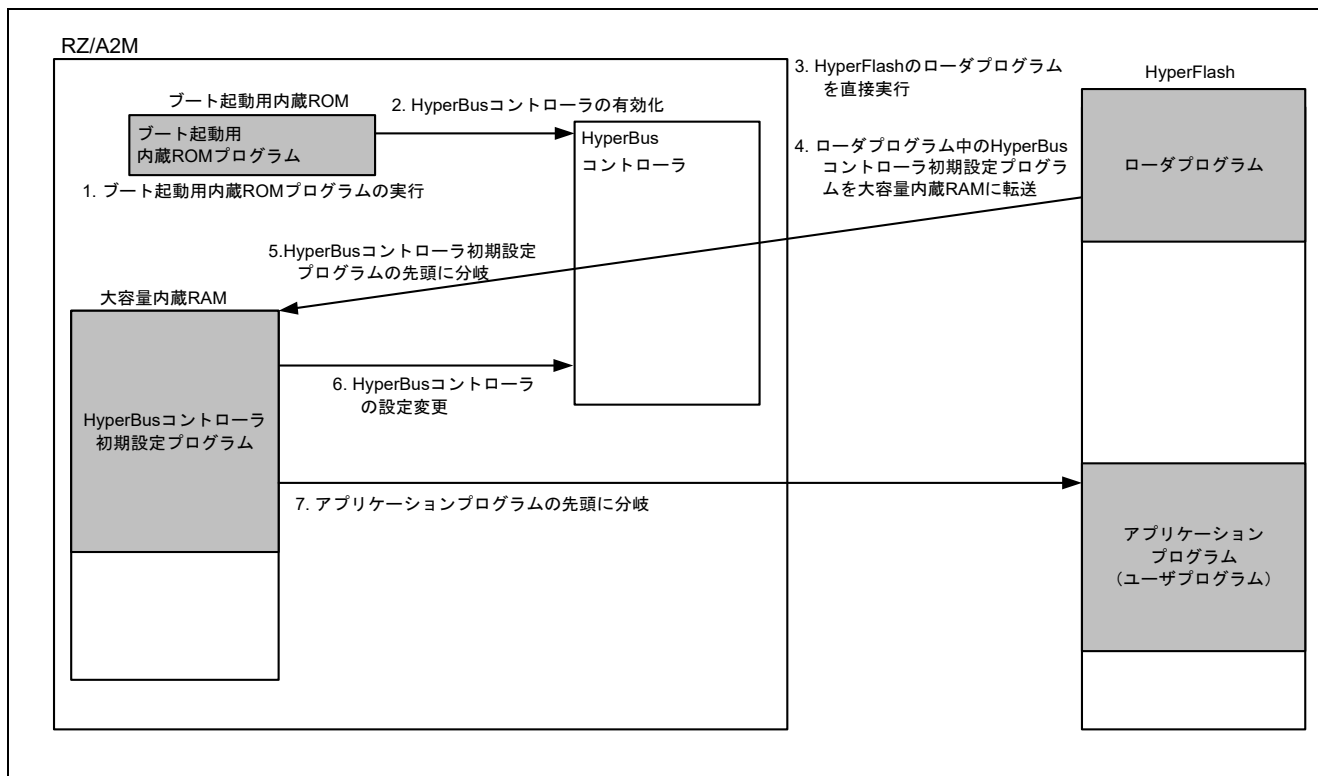 RZ/A2M
ブート起動用内蔵ROM
ブート起動用
内蔵ROMプログラム
1. ブート起動用内蔵ROMプログラムの実行
2. HyperBusコントローラの有効化
HyperBus
コントローラ
3. HyperFlashのローダプログラム
を直接実行
HyperFlash
4. ローダプログラム中のHyperBus
コントローラ初期設定プログラ
ムを大容量内蔵RAMに転送
ローダプログラム
5.HyperBusコントローラ初期設定
プログラムの先頭に分岐
大容量内蔵RAM
HyperBusコントローラ
初期設定プログラム
6. HyperBusコントローラ
の設定変更
7. アプリケーションプログラムの先頭に分岐
アプリケーション
プログラム
（ユーザプログラム）